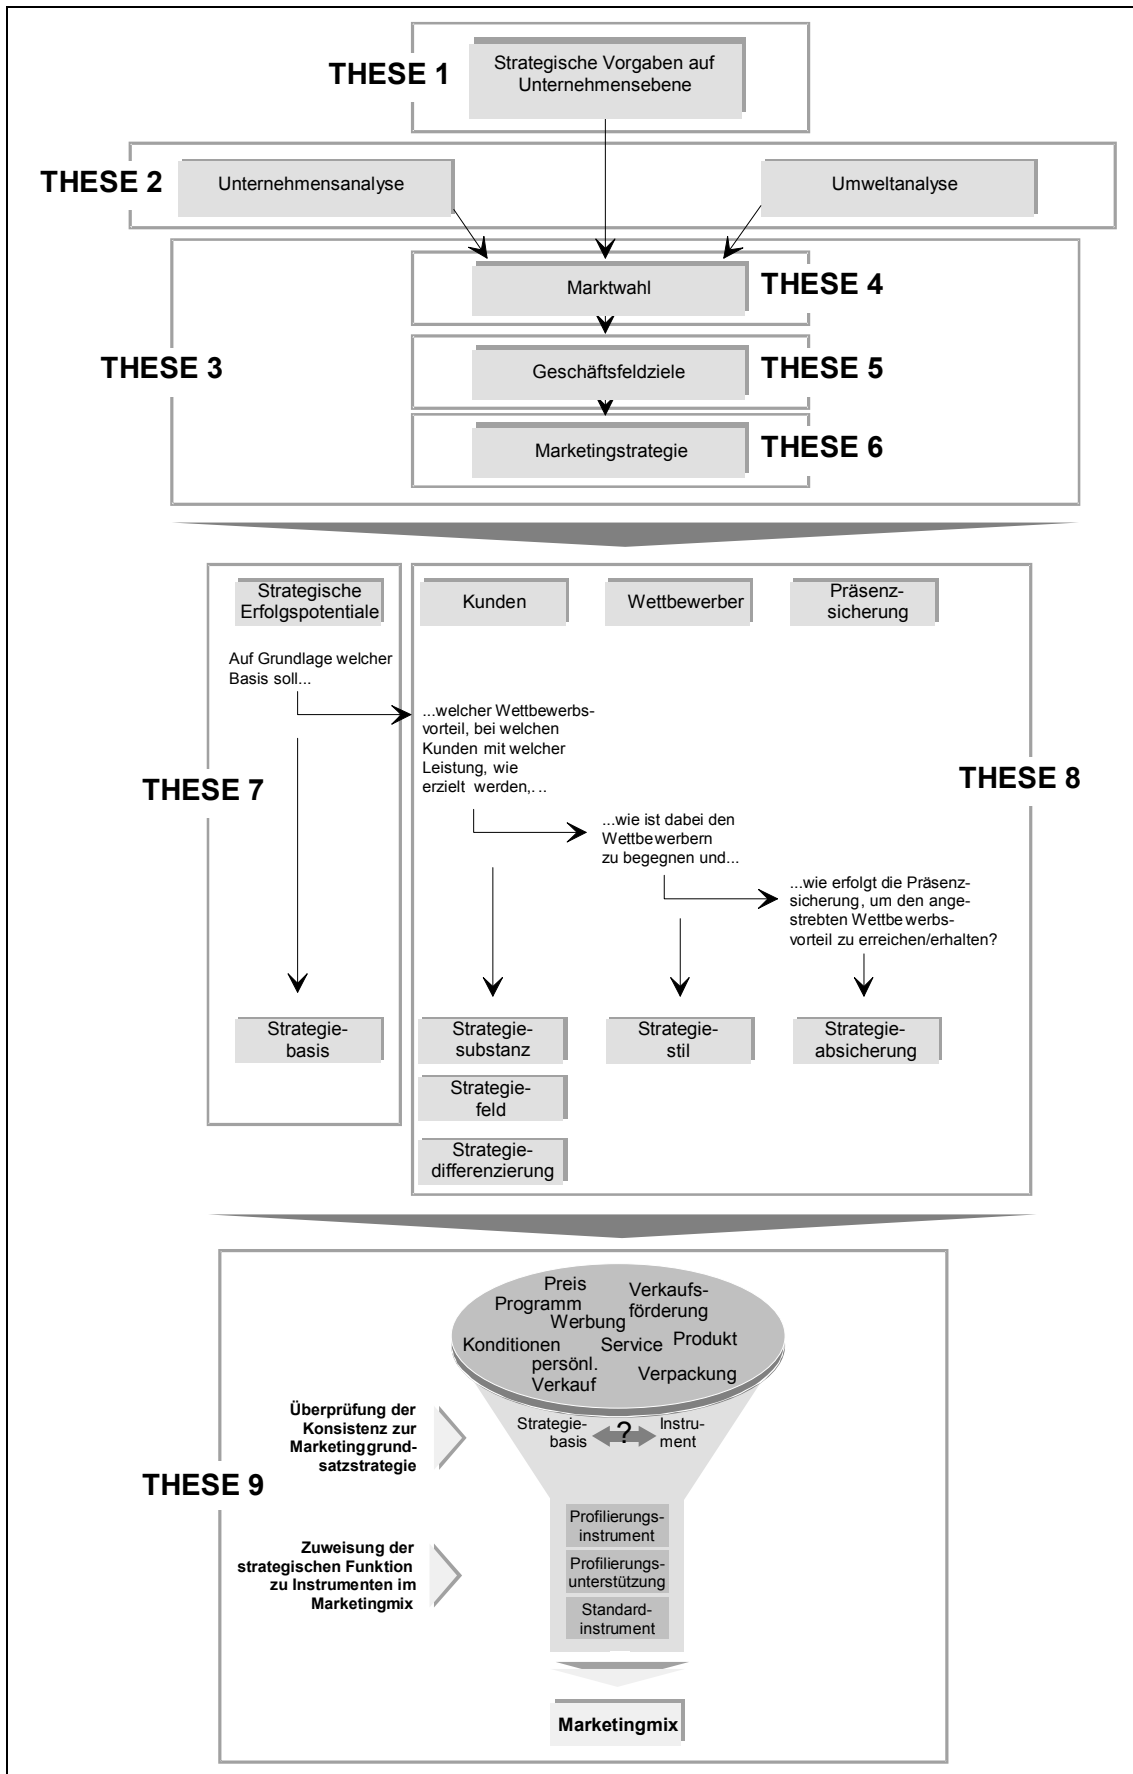 THESE 1
Strategische Vorgaben auf
Unternehmensebene
THESE 2
Unternehmensanalyse
Umweltanalyse
THESE 3
Marktwahl
THESE 4
Geschäftsfeldziele
THESE 5
Marketingstrategie
THESE 6
Strategische
Erfolgspotentiale
Kunden
Wettbewerber
Präsenz-
sicherung
Auf Grundlage welcher
Basis soll...
...welcher Wettbewerbs-
vorteil, bei welchen
Kunden mit welcher
Leistung, wie
erzielt werden,...
THESE 7
THESE 8
...wie ist dabei den
Wettbewerbern
zu begegnen und...
...wie erfolgt die Präsenz-
sicherung, um den ange-
strebten Wettbewerbs-
vorteil zu erreichen/erhalten?
Strategie-
basis
Strategie-
substanz
Strategie-
stil
Strategie-
absicherung
Strategie-
feld
Strategie-
differenzierung
Preis
Programm
Werbung
Verkaufs-
förderung
Konditionen
Service
Produkt
persönl.
Verkauf
Verpackung
Überprüfung der
Konsistenz zur
Marketinggrund-
satzstrategie
Strategie-
basis
?
Instru-
ment
THESE 9
Profilierungs-
instrument
Zuweisung der
strategischen Funktion
zu Instrumenten im
Marketingmix
Profilierungs-
unterstützung
Standard-
instrument
Marketingmix